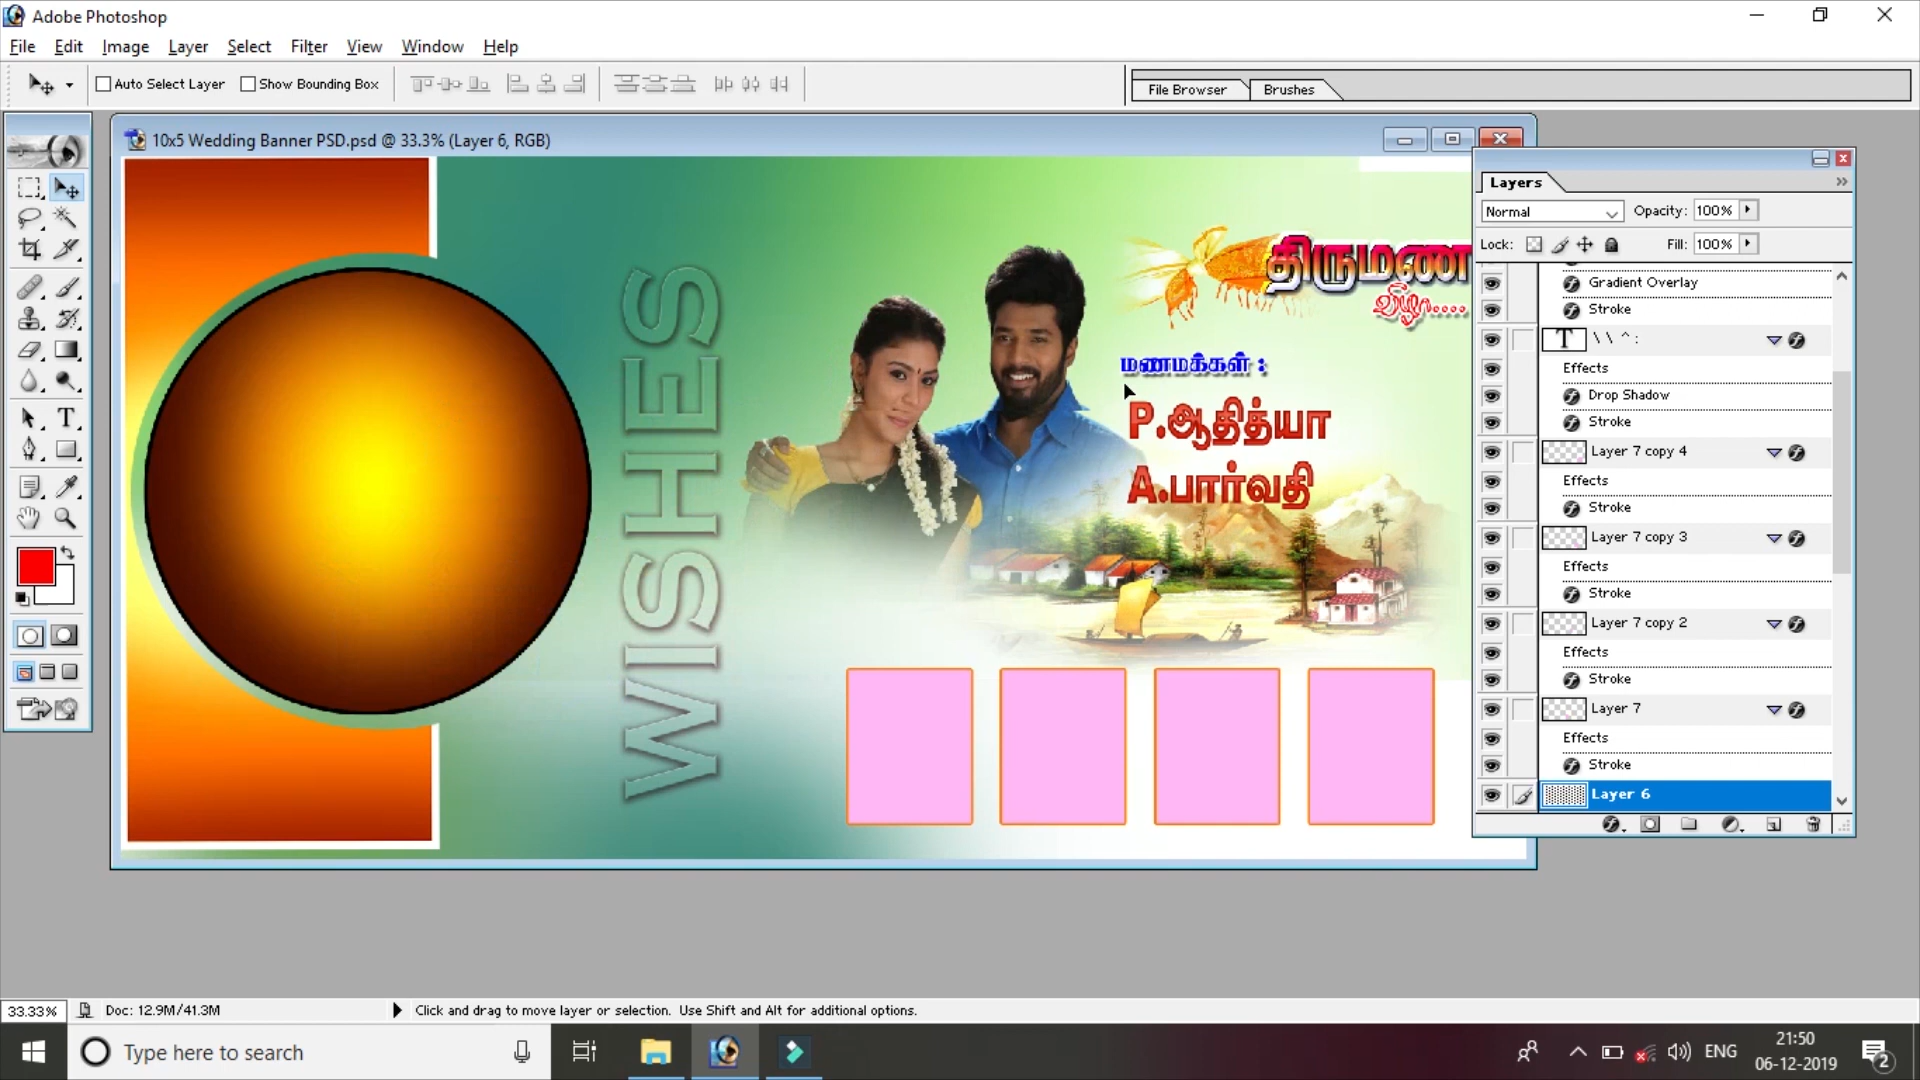 Adobe Photoshop
File Edit Image Layer Select Filter View Window Help
Auto Select Layer Show Bounding Box
File Browser Brushes
10x5 Wedding Banner PSD.psd @ 33.3% (Layer 6, RGB)
Layers
Normal Opacity: 100%
Lock: Fill: 100%
Gradient Overlay
Stroke
T \ \ ^ :
Effects
Drop Shadow
Stroke
Layer 7 copy 4
Effects
Stroke
Layer 7 copy 3
Effects
Stroke
Layer 7 copy 2
Effects
Stroke
Layer 7
Effects
Stroke
Layer 6
WISHES
திருமண
விழா.....
மணமக்கள் :
P.ஆதித்யா
A.பார்வதி
33.33% Doc: 12.9M/41.3M Click and drag to move layer or selection. Use Shift and Alt for additional options.
Type here to search
ENG
21:50
06-12-2019
2